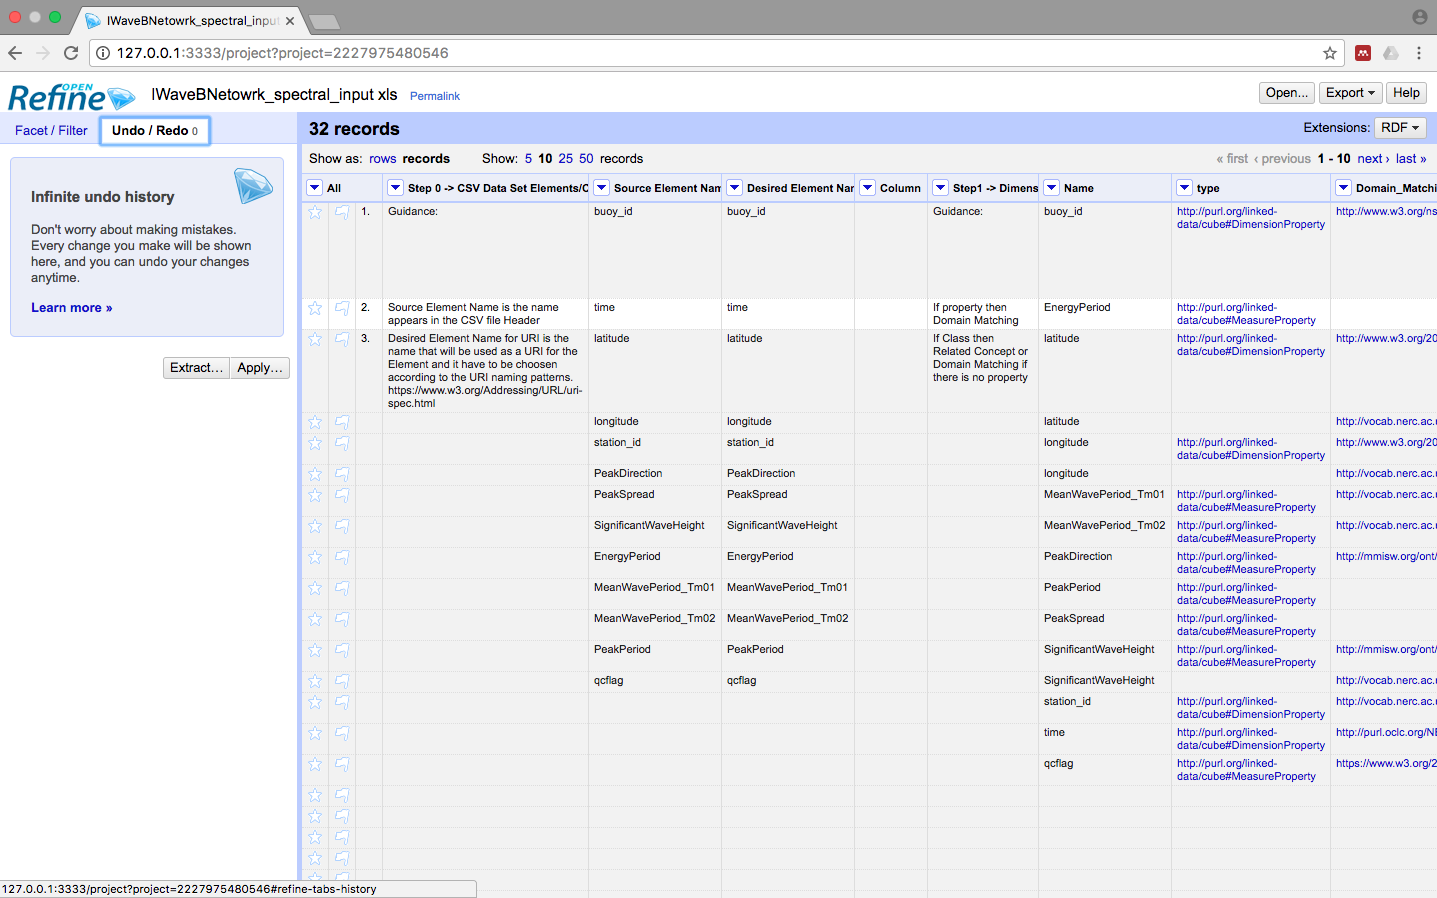 IWaveBNetowrk_spectral_input
127.0.0.1:3333/project?project=2227975480546
OPEN
Refine
IWaveBNetowrk_spectral_input xls Permalink
Open... Export Help
Facet / Filter Undo / Redo 0
32 records
Extensions: RDF
Show as: rows records Show: 5 10 25 50 records
« first ‹ previous 1 - 10 next › last »
Infinite undo history
Don't worry about making mistakes.
Every change you make will be shown
here, and you can undo your changes
anytime.
Learn more »
Extract... Apply...
All Step 0 -> CSV Data Set Elements/C Source Element Nam Desired Element Nam Column Step1 -> Dimens Name type Domain_Matchi
1. Guidance: buoy_id buoy_id Guidance: buoy_id http://purl.org/linked- http://www.w3.org/ns
data/cube#DimensionProperty
2. Source Element Name is the name time time If property then EnergyPeriod http://purl.org/linked-
appears in the CSV file Header Domain Matching data/cube#MeasureProperty
3. Desired Element Name for URI is the latitude latitude If Class then latitude http://purl.org/linked- http://www.w3.org/20
name that will be used as a URI for the Related Concept or data/cube#DimensionProperty
Element and it have to be choosen Domain Matching if
according to the URI naming patterns. there is no property
https://www.w3.org/Addressing/URL/uri-
spec.html
longitude longitude latitude http://vocab.nerc.ac.u
station_id station_id longitude http://purl.org/linked- http://www.w3.org/20
data/cube#DimensionProperty
PeakDirection PeakDirection longitude http://vocab.nerc.ac.u
PeakSpread PeakSpread MeanWavePeriod_Tm01 http://purl.org/linked- http://vocab.nerc.ac.u
data/cube#MeasureProperty
SignificantWaveHeight SignificantWaveHeight MeanWavePeriod_Tm02 http://purl.org/linked- http://vocab.nerc.ac.u
data/cube#MeasureProperty
EnergyPeriod EnergyPeriod PeakDirection http://purl.org/linked- http://mmisw.org/ont/
data/cube#MeasureProperty
MeanWavePeriod_Tm01 MeanWavePeriod_Tm01 PeakPeriod http://purl.org/linked-
data/cube#MeasureProperty
MeanWavePeriod_Tm02 MeanWavePeriod_Tm02 PeakSpread http://purl.org/linked-
data/cube#MeasureProperty
PeakPeriod PeakPeriod SignificantWaveHeight http://purl.org/linked- http://mmisw.org/ont/
data/cube#MeasureProperty
qcflag qcflag SignificantWaveHeight http://vocab.nerc.ac.u
station_id http://purl.org/linked- http://vocab.nerc.ac.u
data/cube#DimensionProperty
time http://purl.org/linked- http://purl.oclc.org/NE
data/cube#DimensionProperty
qcflag http://purl.org/linked- https://www.w3.org/2
data/cube#MeasureProperty
127.0.0.1:3333/project?project=2227975480546#refine-tabs-history